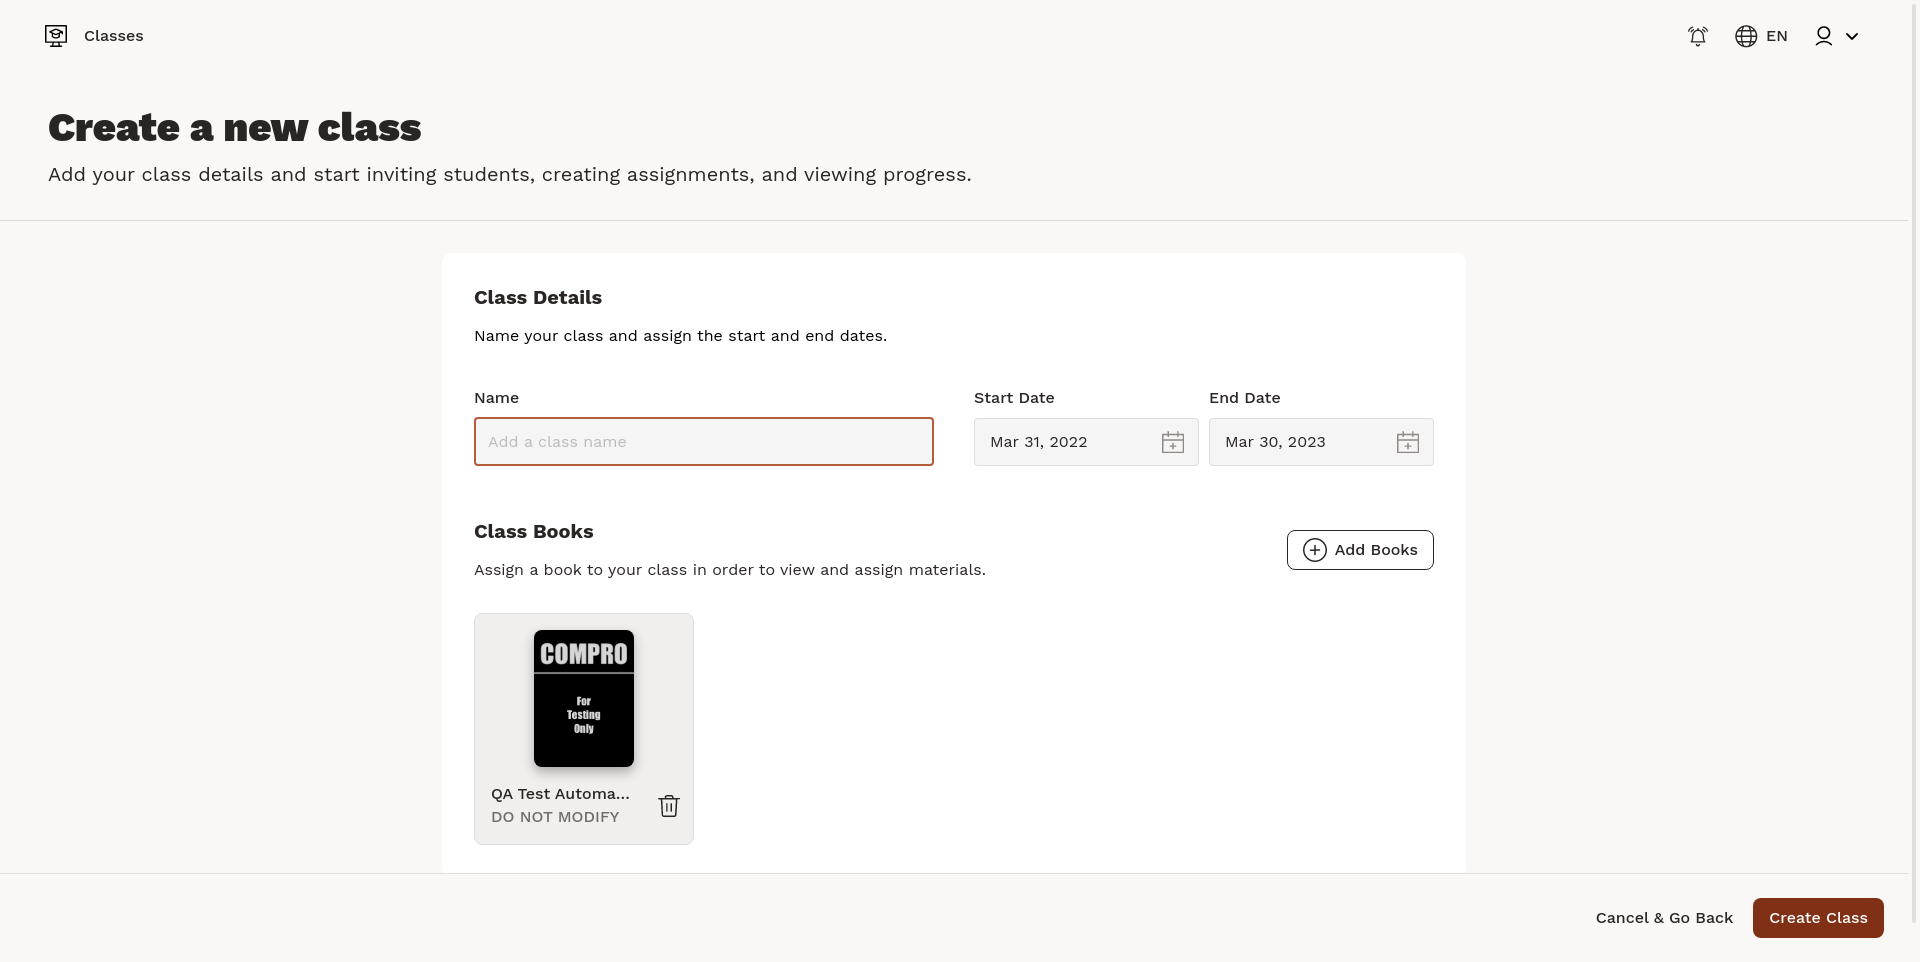 Classes
EN
Create a new class
Add your class details and start inviting students, creating assignments, and viewing progress.
Class Details
Name your class and assign the start and end dates.
Name
Start Date
End Date
Add a class name
Mar 31, 2022
Mar 30, 2023
Class Books
Add Books
Assign a book to your class in order to view and assign materials.
COMPRO
For
Testing
Only
QA Test Automa...
DO NOT MODIFY
Cancel & Go Back
Create Class